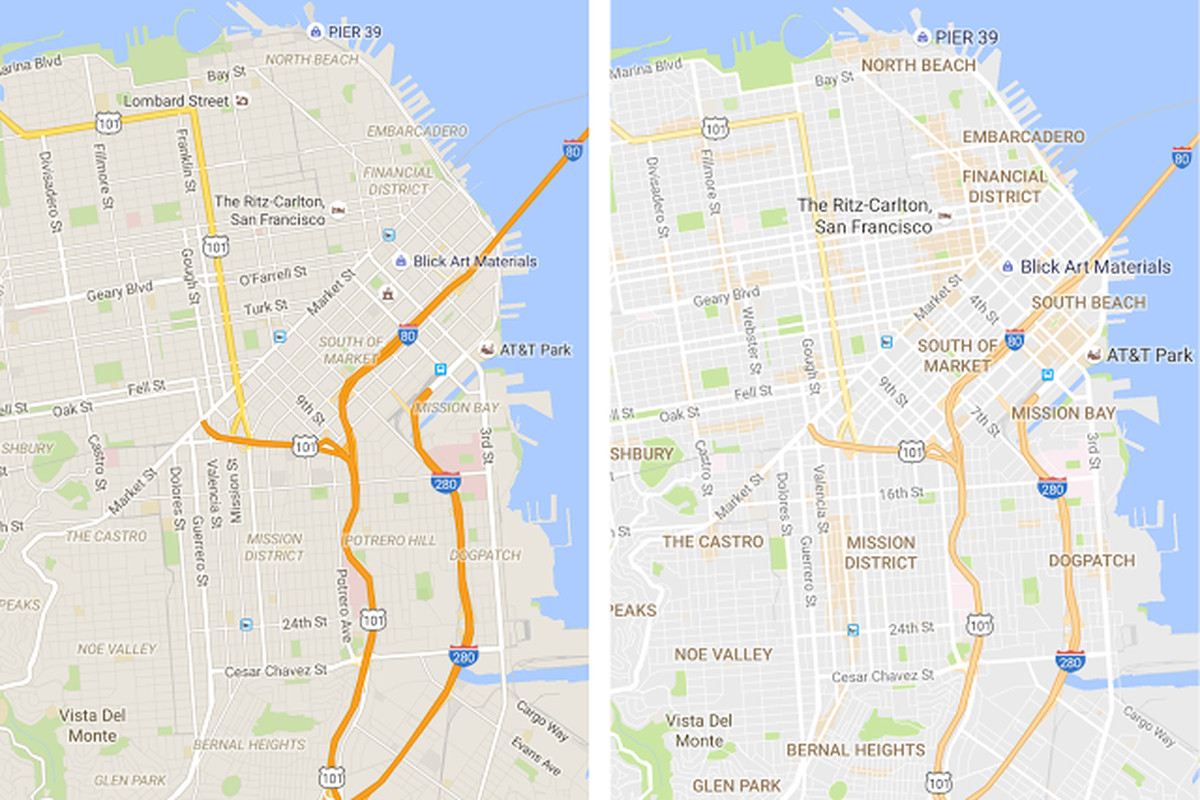 PIER 39
NORTH BEACH
arina Blvd
Bay St
Lombard Street
101
EMBARCADERO
80
Franklin St
Fillmore St
Divisadero St
FINANCIAL
DISTRICT
The Ritz-Carlton,
San Francisco
101
Gough St
Blick Art Materials
O'Farrell St
Geary Blvd
Market St
Turk St
80
SOUTH OF
MARKET
AT&T Park
Fell St
ell St
Oak St
9th St
MISSION BAY
3rd St
SHBURY
Castro St
101
Market St
Dolores St
Valencia St
Mission St
280
h St
THE CASTRO
Guerrero St
MISSION
DISTRICT
POTRERO HILL
DOGPATCH
PEAKS
Potrero Ave
101
24th St
NOE VALLEY
280
Cesar Chavez St
Vista Del
Monte
Cargo Way
BERNAL HEIGHTS
Evans Ave
GLEN PARK
101
PIER 39
NORTH BEACH
Marina Blvd
Bay St
101
EMBARCADERO
80
Fillmore St
Divisadero St
FINANCIAL
DISTRICT
The Ritz-Carlton,
San Francisco
Blick Art Materials
Geary Blvd
Market St
4th St
SOUTH BEACH
Webster St
Gough St
80
SOUTH OF
MARKET
AT&T Park
Fell St
ll St
Oak St
9th St
7th St
MISSION BAY
3rd St
SHBURY
Castro St
101
Market St
Dolores St
Valencia St
16th St
280
St
THE CASTRO
Guerrero St
MISSION
DISTRICT
DOGPATCH
PEAKS
101
24th St
NOE VALLEY
280
Cesar Chavez St
Vista Del
Monte
Cargo Way
BERNAL HEIGHTS
GLEN PARK
101